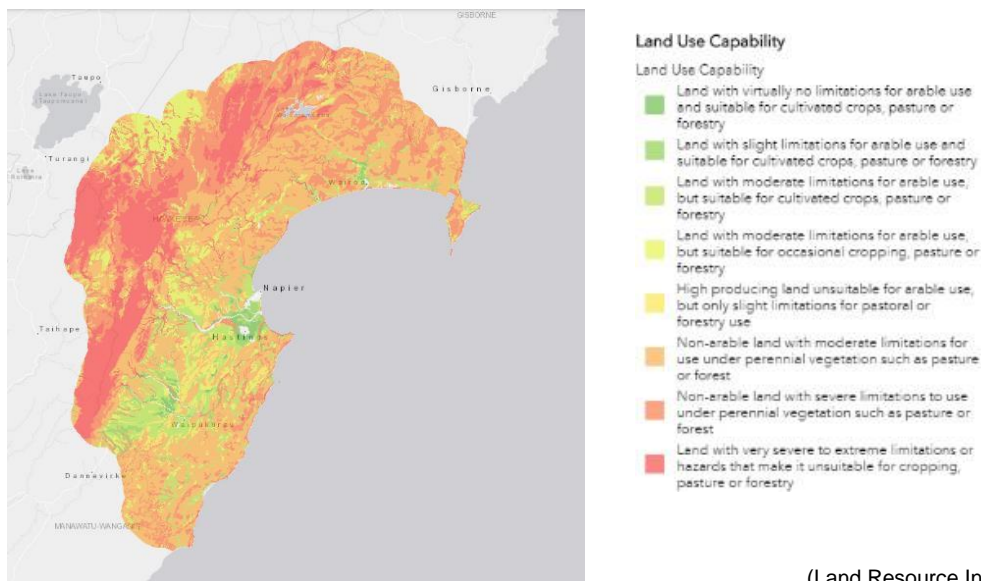 GISBORNE
Taupo
Lake Taupo
(Taupomoana)
Gisborne
Turangi
Wairoa
HAWKE'S BAY
Napier
Taihape
Hastings
Waipukurau
Dannevirke
MANAWATU-WANGANUI
Land Use Capability
Land Use Capability
Land with virtually no limitations for arable use
and suitable for cultivated crops, pasture or
forestry
Land with slight limitations for arable use and
suitable for cultivated crops, pasture or forestry
Land with moderate limitations for arable use,
but suitable for cultivated crops, pasture or
forestry
Land with moderate limitations for arable use,
but suitable for occasional cropping, pasture or
forestry
High producing land unsuitable for arable use,
but only slight limitations for pastoral or
forestry use
Non-arable land with moderate limitations for
use under perennial vegetation such as pasture
or forest
Non-arable land with severe limitations to use
under perennial vegetation such as pasture or
forest
Land with very severe to extreme limitations or
hazards that make it unsuitable for cropping,
pasture or forestry
(Land Resource In